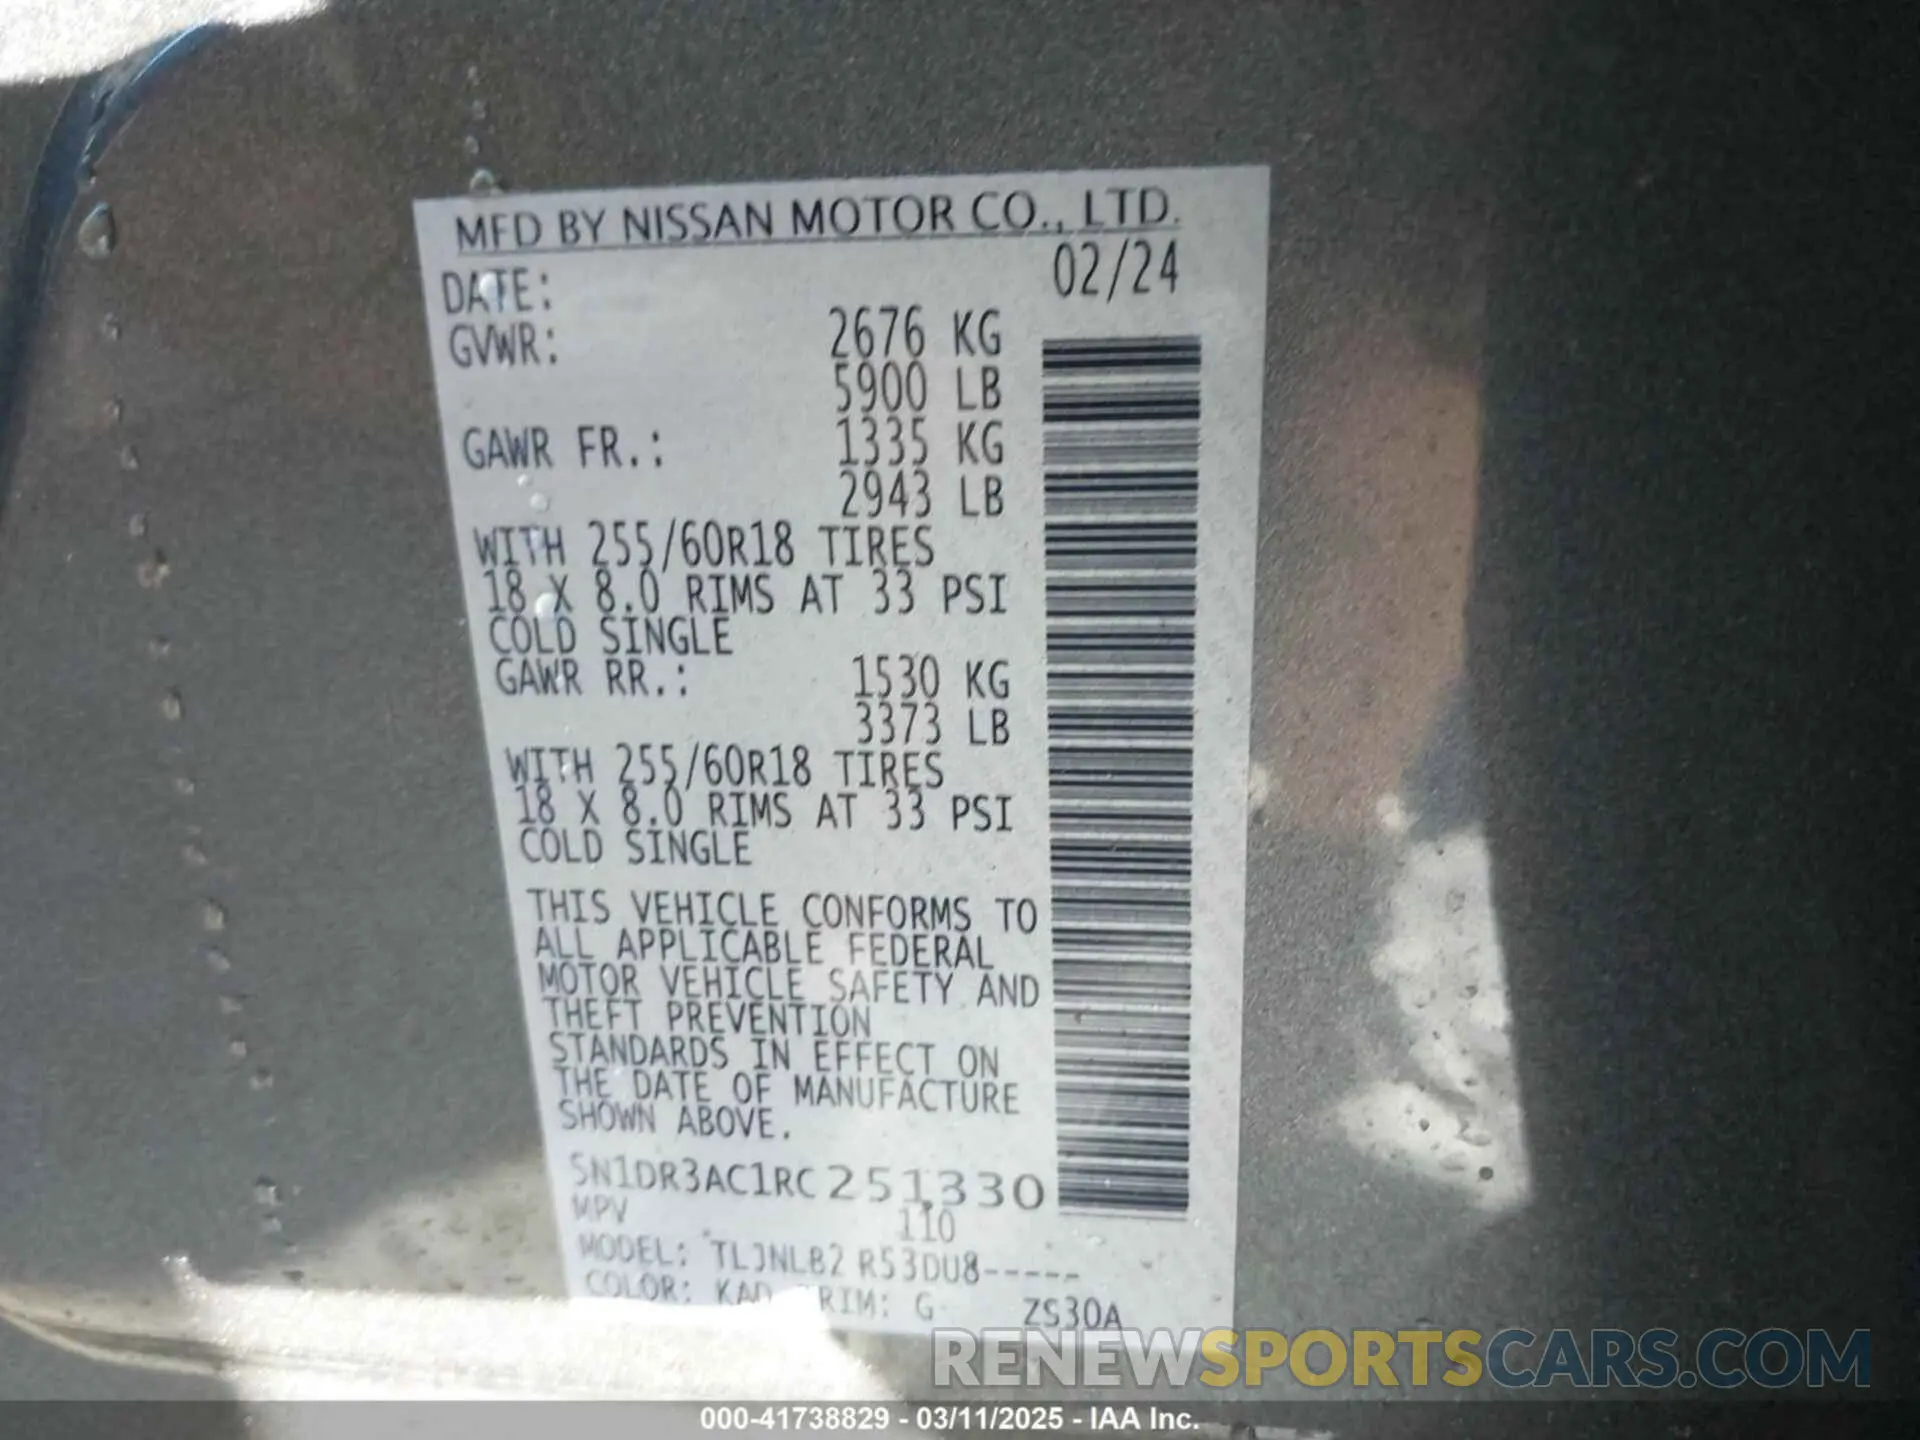 MFD BY NISSAN MOTOR CO., LTD.
DATE: 02/24
GVWR: 2676 KG
5900 LB
GAWR FR.: 1335 KG
2943 LB
WITH 255/60R18 TIRES
18 X 8.0 RIMS AT 33 PSI
COLD SINGLE
GAWR RR.: 1530 KG
3373 LB
WITH 255/60R18 TIRES
18 X 8.0 RIMS AT 33 PSI
COLD SINGLE
THIS VEHICLE CONFORMS TO
ALL APPLICABLE FEDERAL
MOTOR VEHICLE SAFETY AND
THEFT PREVENTION
STANDARDS IN EFFECT ON
THE DATE OF MANUFACTURE
SHOWN ABOVE.
5N1DR3AC1RC251330
MPV 110
MODEL: TLJNLB2 R53DU8-----
COLOR: KAD TRIM: G ZS30A
RENEWSPORTSCARS.COM
000-41738829 - 03/11/2025 - IAA Inc.